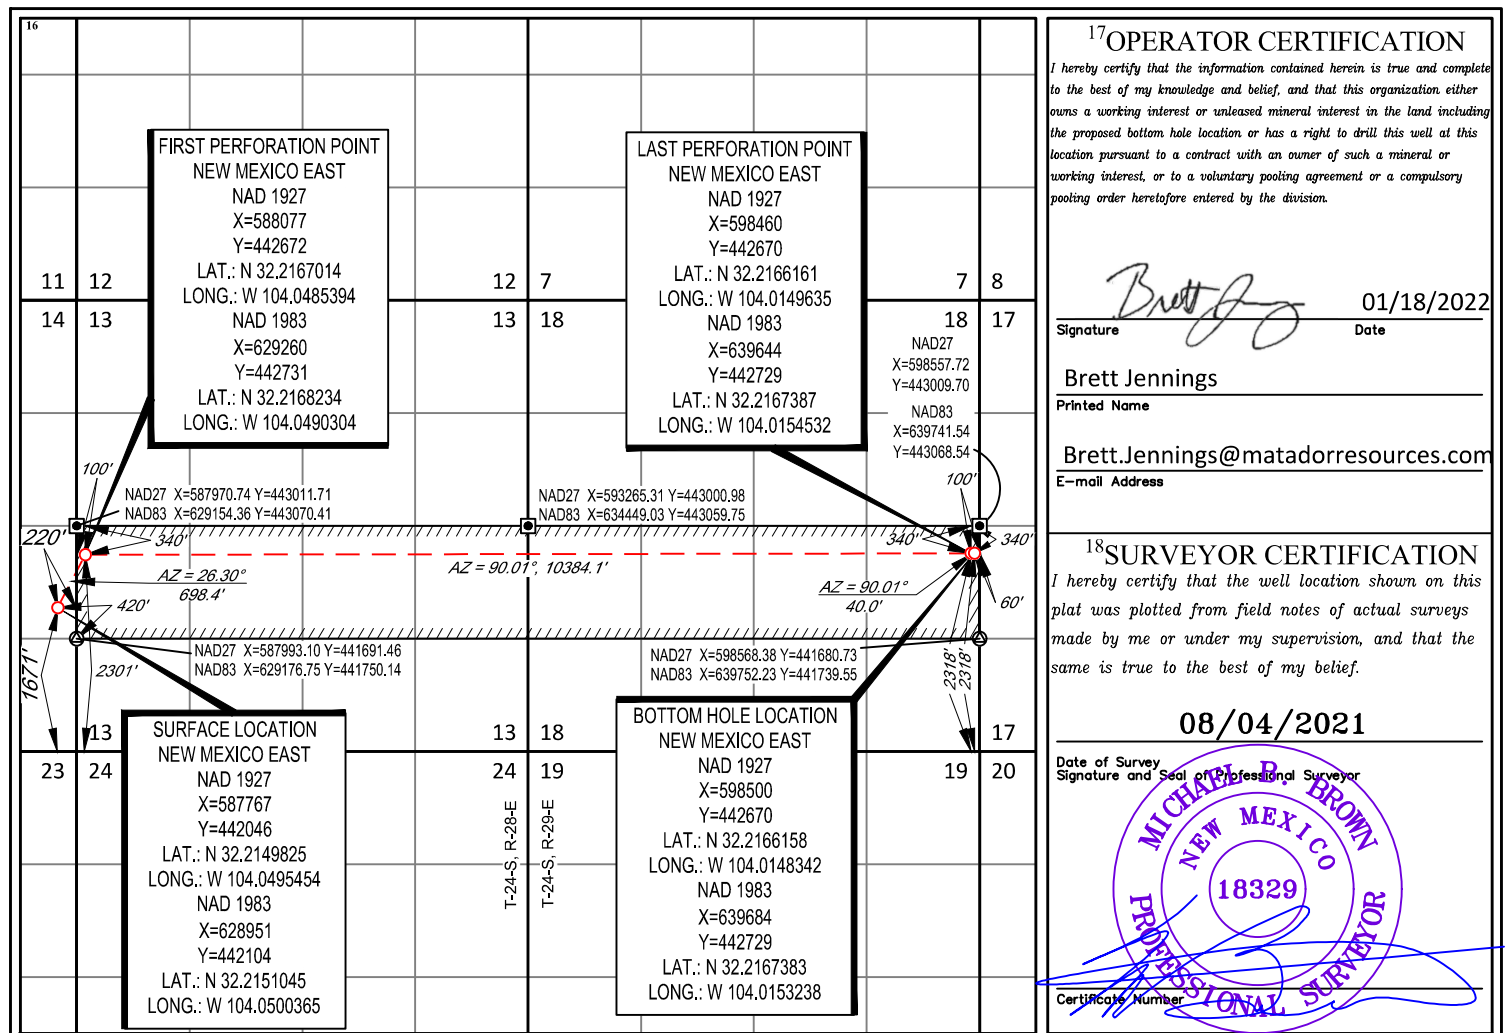 16
FIRST PERFORATION POINT
NEW MEXICO EAST
NAD 1927
X=588077
Y=442672
LAT.: N 32.2167014
LONG.: W 104.0485394
NAD 1983
X=629260
Y=442731
LAT.: N 32.2168234
LONG.: W 104.0490304
LAST PERFORATION POINT
NEW MEXICO EAST
NAD 1927
X=598460
Y=442670
LAT.: N 32.2166161
LONG.: W 104.0149635
NAD 1983
X=639644
Y=442729
LAT.: N 32.2167387
LONG.: W 104.0154532
11 12
14 13
12 7
13 18
7 8
18 17
NAD27
X=598557.72
Y=443009.70
NAD83
X=639741.54
Y=443068.54
100'
NAD27 X=587970.74 Y=443011.71
NAD83 X=629154.36 Y=443070.41
NAD27 X=593265.31 Y=443000.98
NAD83 X=634449.03 Y=443059.75
100'
220'
340'
340'
340'
AZ = 26.30°
698.4'
AZ = 90.01°, 10384.1'
AZ = 90.01°
40.0'
420'
60'
1671'
2301'
NAD27 X=587993.10 Y=441691.46
NAD83 X=629176.75 Y=441750.14
NAD27 X=598568.38 Y=441680.73
NAD83 X=639752.23 Y=441739.55
2318'
2318'
13
23 24
13 18
24 19
17
19 20
T-24-S, R-28-E
T-24-S, R-29-E
SURFACE LOCATION
NEW MEXICO EAST
NAD 1927
X=587767
Y=442046
LAT.: N 32.2149825
LONG.: W 104.0495454
NAD 1983
X=628951
Y=442104
LAT.: N 32.2151045
LONG.: W 104.0500365
BOTTOM HOLE LOCATION
NEW MEXICO EAST
NAD 1927
X=598500
Y=442670
LAT.: N 32.2166158
LONG.: W 104.0148342
NAD 1983
X=639684
Y=442729
LAT.: N 32.2167383
LONG.: W 104.0153238
17OPERATOR CERTIFICATION
I hereby certify that the information contained herein is true and complete
to the best of my knowledge and belief, and that this organization either
owns a working interest or unleased mineral interest in the land including
the proposed bottom hole location or has a right to drill this well at this
location pursuant to a contract with an owner of such a mineral or
working interest, or to a voluntary pooling agreement or a compulsory
pooling order heretofore entered by the division.
Brett
01/18/2022
Signature Date
Brett Jennings
Printed Name
Brett.Jennings@matadorresources.com
E-mail Address
18SURVEYOR CERTIFICATION
I hereby certify that the well location shown on this
plat was plotted from field notes of actual surveys
made by me or under my supervision, and that the
same is true to the best of my belief.
08/04/2021
Date of Survey
Signature and Seal of Professional Surveyor
MICHAEL B. BROWN
NEW MEXICO
18329
PROFESSIONAL SURVEYOR
Certificate Number